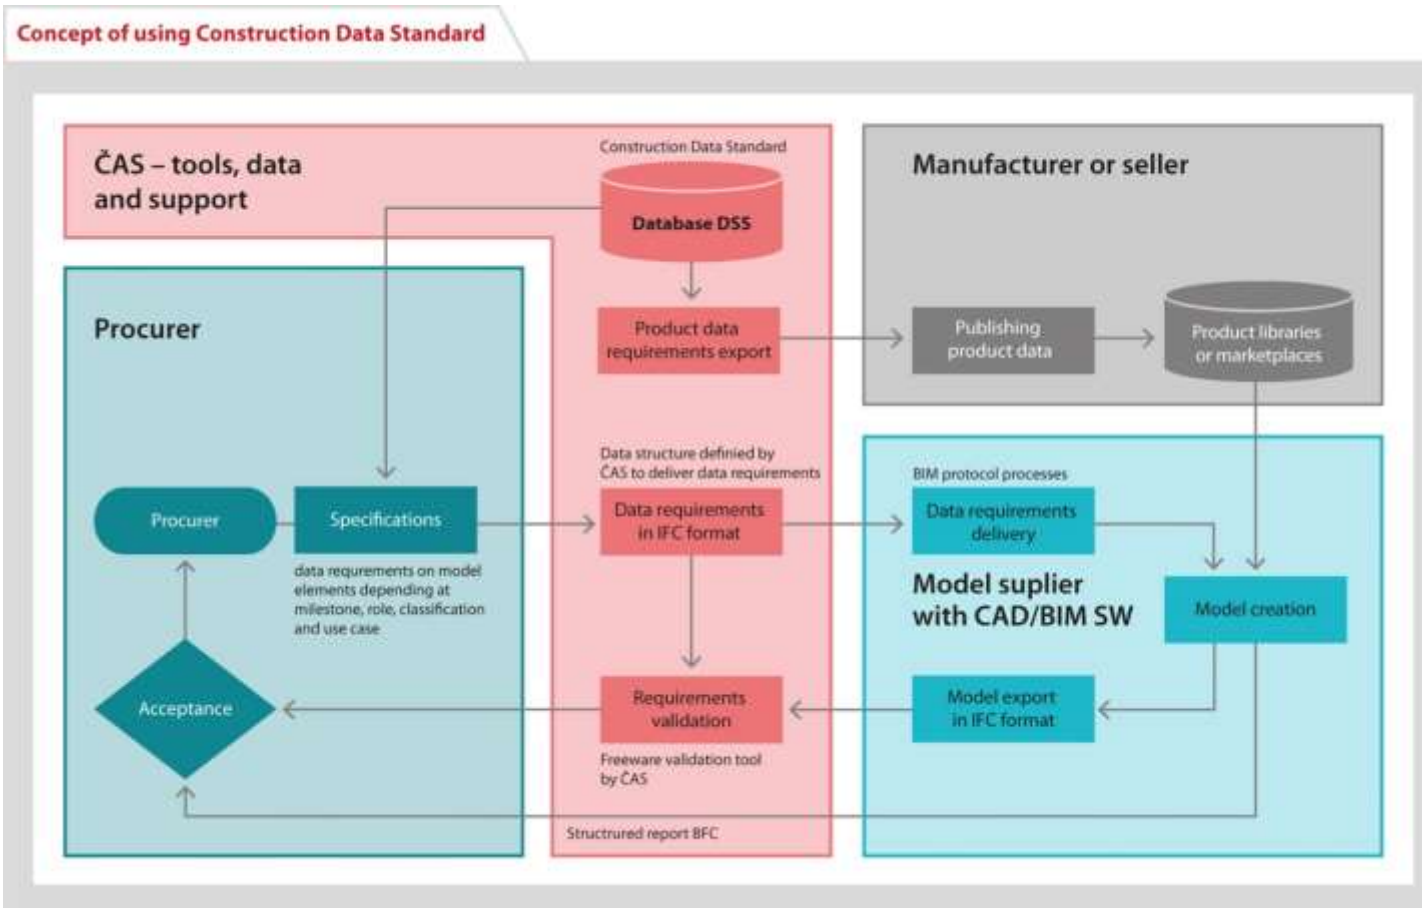 Concept of using Construction Data Standard
ČAS – tools, data
and support
Construction Data Standard
Database DSS
Product data
requirements export
Manufacturer or seller
Publishing
product data
Product libraries
or marketplaces
Procurer
Procurer
Specifications
data requrements on model
elements depending at
milestone, role, classification
and use case
Acceptance
Data structure definied by
ČAS to deliver data requirements
Data requirements
in IFC format
Requirements
validation
Freeware validation tool
by ČAS
Structrured report BFC
BIM protocol processes
Data requirements
delivery
Model suplier
with CAD/BIM SW
Model creation
Model export
in IFC format